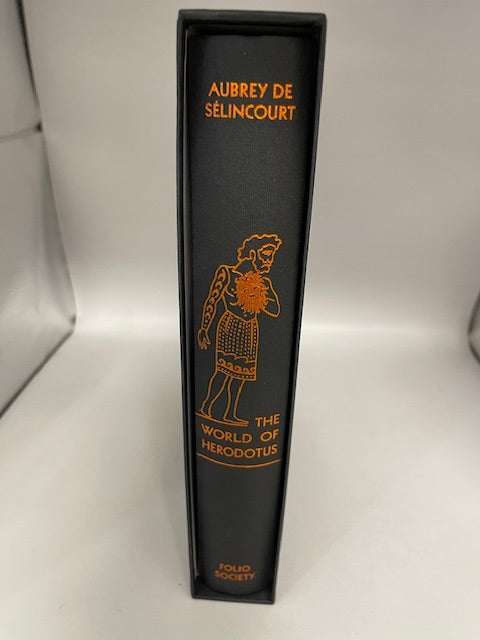 AUBREY DE
SÉLINCOURT
THE
WORLD OF
HERODOTUS
FOLIO
SOCIETY